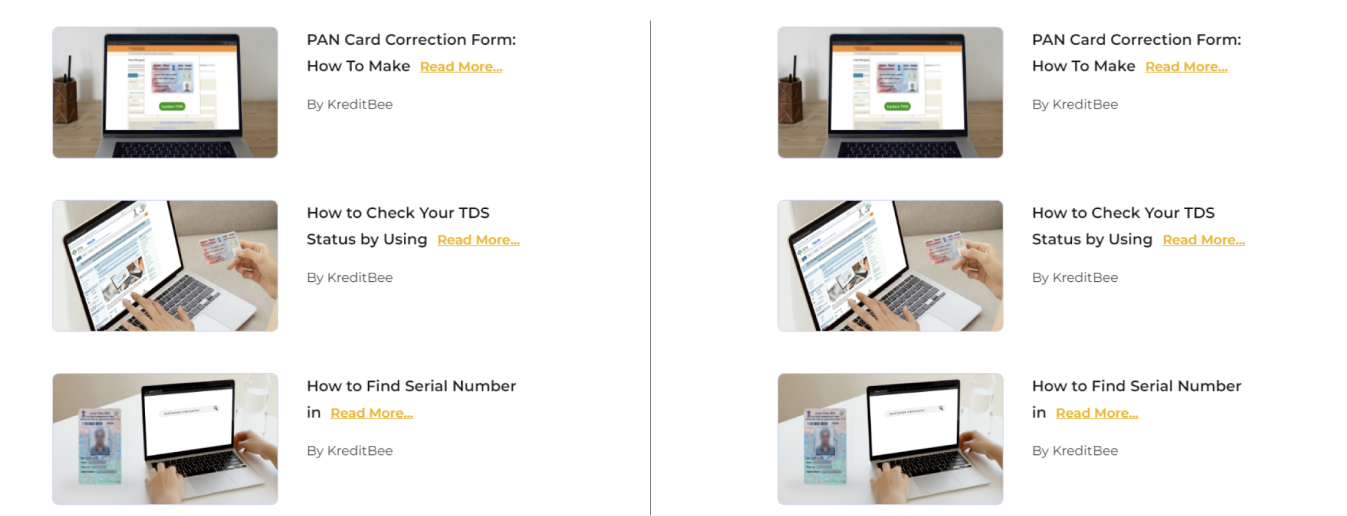 PAN Card Correction Form:
How To Make Read More...
By KreditBee
How to Check Your TDS
Status by Using Read More...
By KreditBee
How to Find Serial Number
in Read More...
By KreditBee
PAN Card Correction Form:
How To Make Read More...
By KreditBee
How to Check Your TDS
Status by Using Read More...
By KreditBee
How to Find Serial Number
in Read More...
By KreditBee